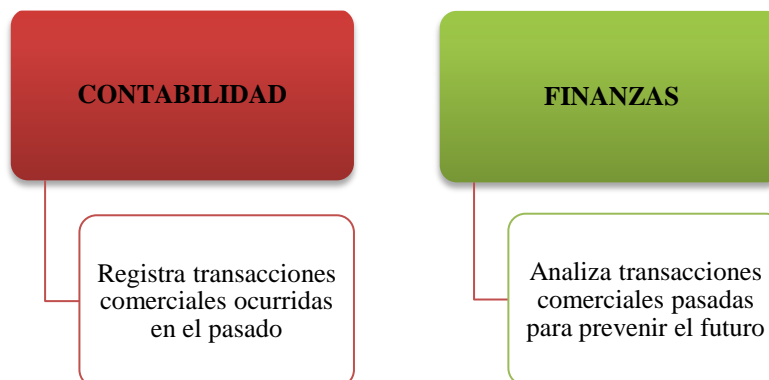 CONTABILIDAD
Registra transacciones
comerciales ocurridas
en el pasado
FINANZAS
Analiza transacciones
comerciales pasadas
para prevenir el futuro